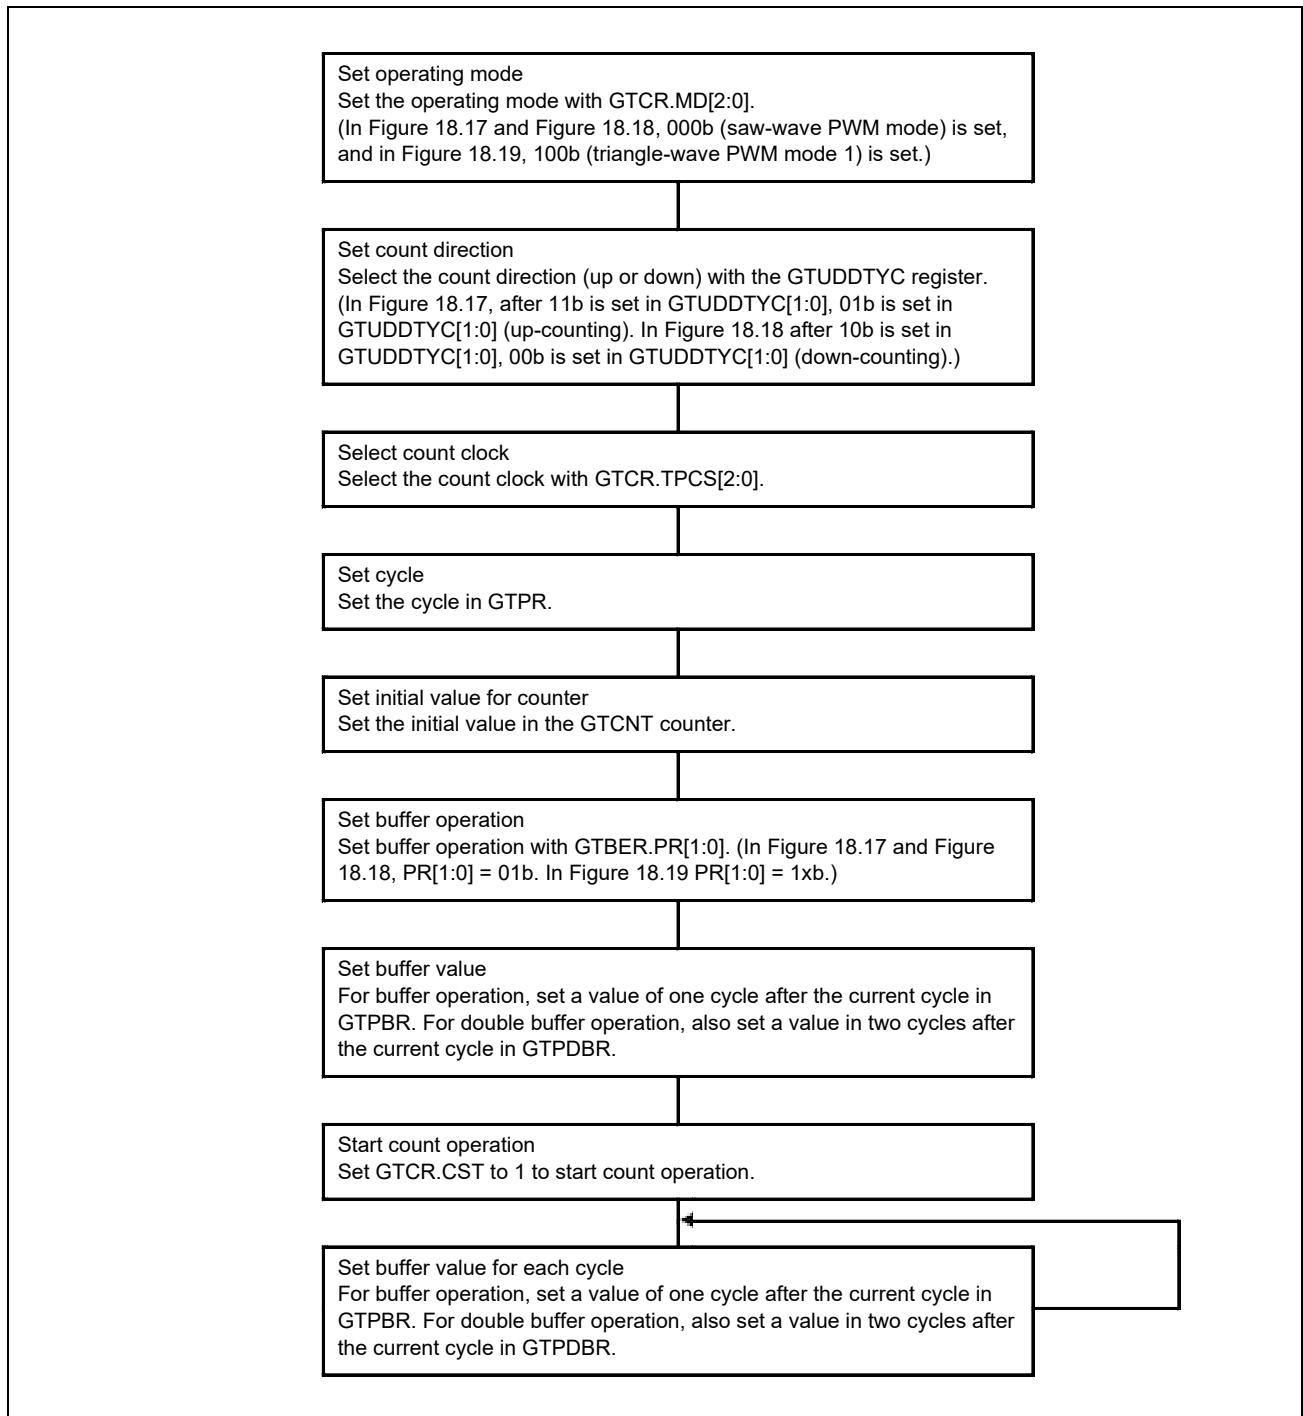 Set operating mode
Set the operating mode with GTCR.MD[2:0].
(In Figure 18.17 and Figure 18.18, 000b (saw-wave PWM mode) is set,
and in Figure 18.19, 100b (triangle-wave PWM mode 1) is set.)
Set count direction
Select the count direction (up or down) with the GTUDDTYC register.
(In Figure 18.17, after 11b is set in GTUDDTYC[1:0], 01b is set in
GTUDDTYC[1:0] (up-counting). In Figure 18.18 after 10b is set in
GTUDDTYC[1:0], 00b is set in GTUDDTYC[1:0] (down-counting).)
Select count clock
Select the count clock with GTCR.TPCS[2:0].
Set cycle
Set the cycle in GTPR.
Set initial value for counter
Set the initial value in the GTCNT counter.
Set buffer operation
Set buffer operation with GTBER.PR[1:0]. (In Figure 18.17 and Figure
18.18, PR[1:0] = 01b. In Figure 18.19 PR[1:0] = 1xb.)
Set buffer value
For buffer operation, set a value of one cycle after the current cycle in
GTPBR. For double buffer operation, also set a value in two cycles after
the current cycle in GTPDBR.
Start count operation
Set GTCR.CST to 1 to start count operation.
Set buffer value for each cycle
For buffer operation, set a value of one cycle after the current cycle in
GTPBR. For double buffer operation, also set a value in two cycles after
the current cycle in GTPDBR.